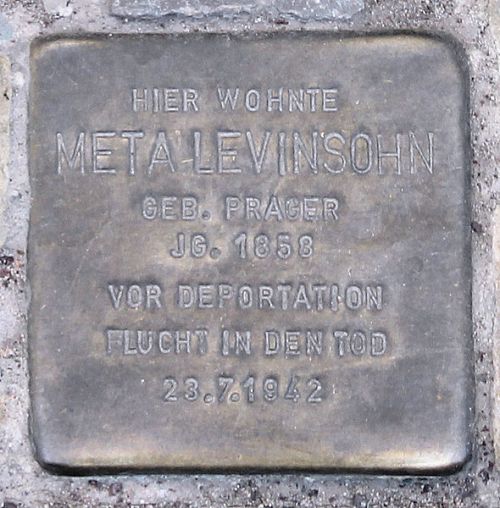 HIER WOHNTE
META LEVINSOHN
GEB. PRAGER
JG. 1858
VOR DEPORTATION
FLUCHT IN DEN TOD
23.7.1942